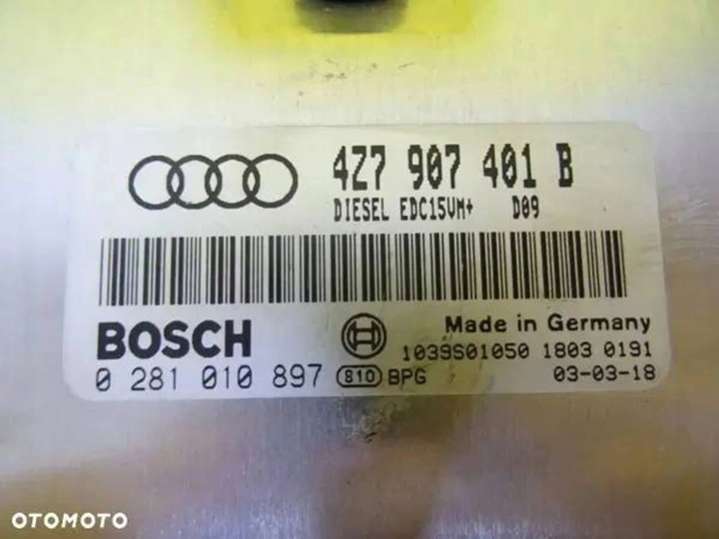 4Z7 907 401 B
DIESEL EDC15VM+ D09
BOSCH
Made in Germany
1039S01050 1803 0191
0 281 010 897 810 BPG 03-03-18
OTOMOTO